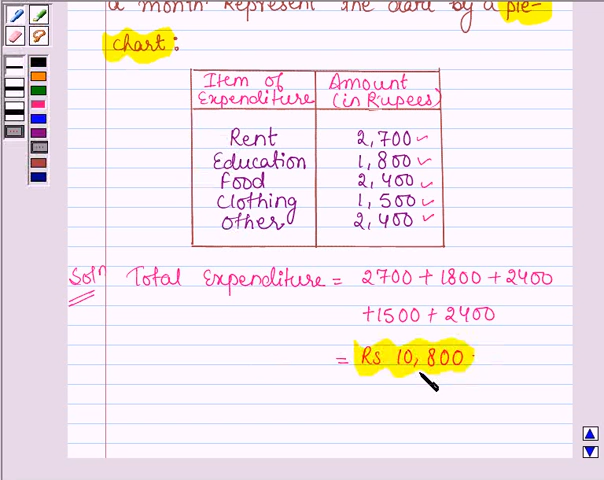 a month. Represent the data by a pie-
chart:
Item of Expenditure Amount (in Rupees)
Rent 2,700
Education 1,800
Food 2,400
Clothing 1,500
Other 2,400
Soln Total Expenditure = 2700 + 1800 + 2400
+1500 + 2400
= Rs 10,800